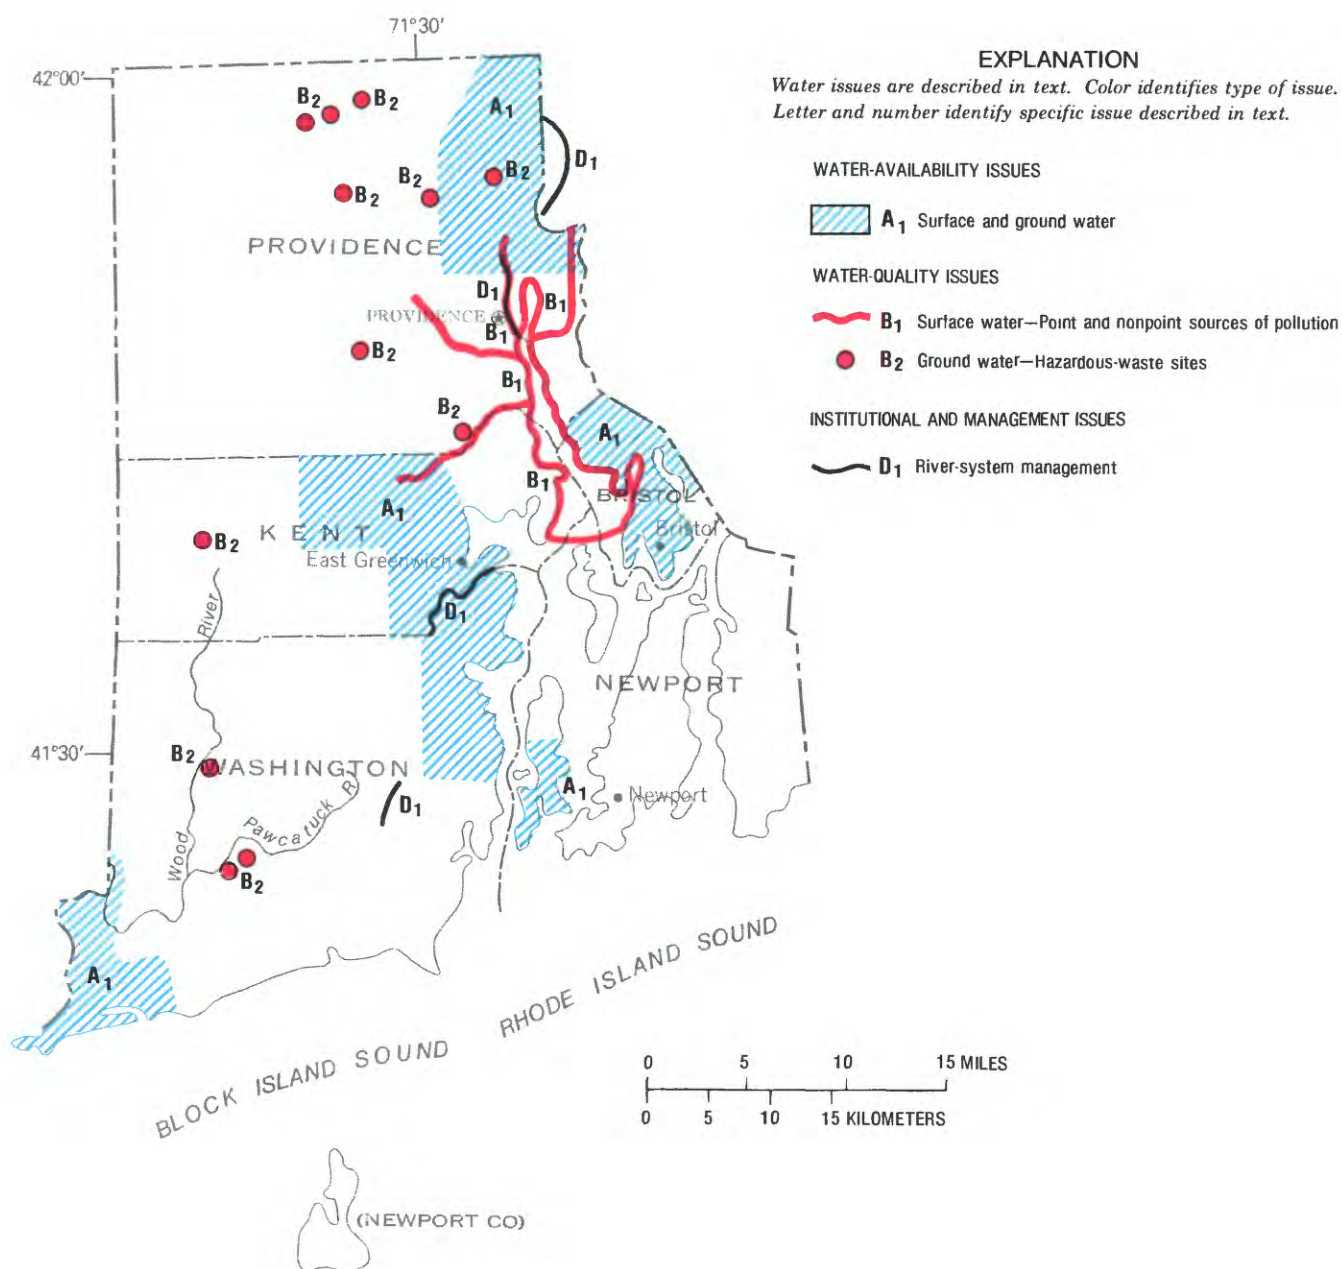 71°30'
42°00'
EXPLANATION
Water issues are described in text. Color identifies type of issue.
Letter and number identify specific issue described in text.
WATER-AVAILABILITY ISSUES
A1 Surface and ground water
WATER-QUALITY ISSUES
B1 Surface water—Point and nonpoint sources of pollution
B2 Ground water—Hazardous-waste sites
INSTITUTIONAL AND MANAGEMENT ISSUES
D1 River-system management
B2
B2
A1
D1
B2
B2
B2
PROVIDENCE
D1
B1
PROVIDENCE
B1
B2
B1
B2
A1
B1
BRISTOL
A1
KENT
Bristol
B2
East Greenwich
D1
River
NEWPORT
41°30'
B2
WASHINGTON
A1
Newport
D1
Pawcatuck R
Wood
B2
A1
RHODE ISLAND SOUND
BLOCK ISLAND SOUND
0 5 10 15 MILES
0 5 10 15 KILOMETERS
(NEWPORT CO)